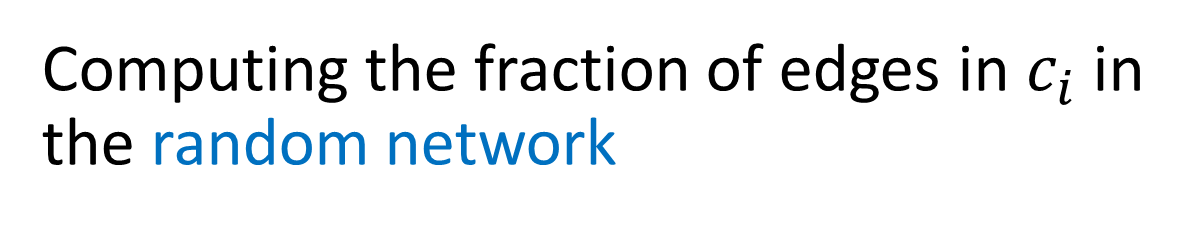 Computing the fraction of edges in $c_i$ in
the random network